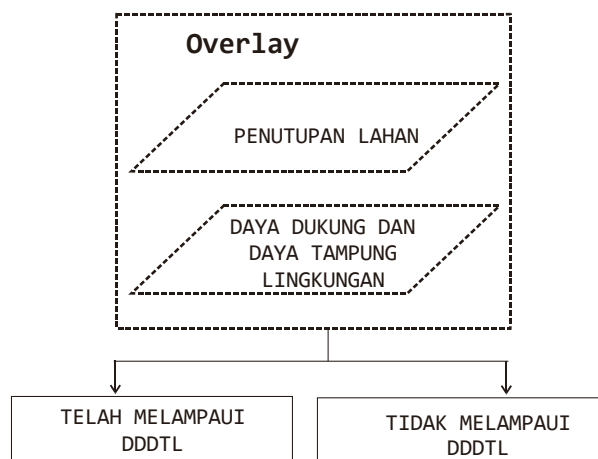 Overlay
PENUTUPAN LAHAN
DAYA DUKUNG DAN
DAYA TAMPUNG
LINGKUNGAN
TELAH MELAMPAUI
DDDTL
TIDAK MELAMPAUI
DDDTL